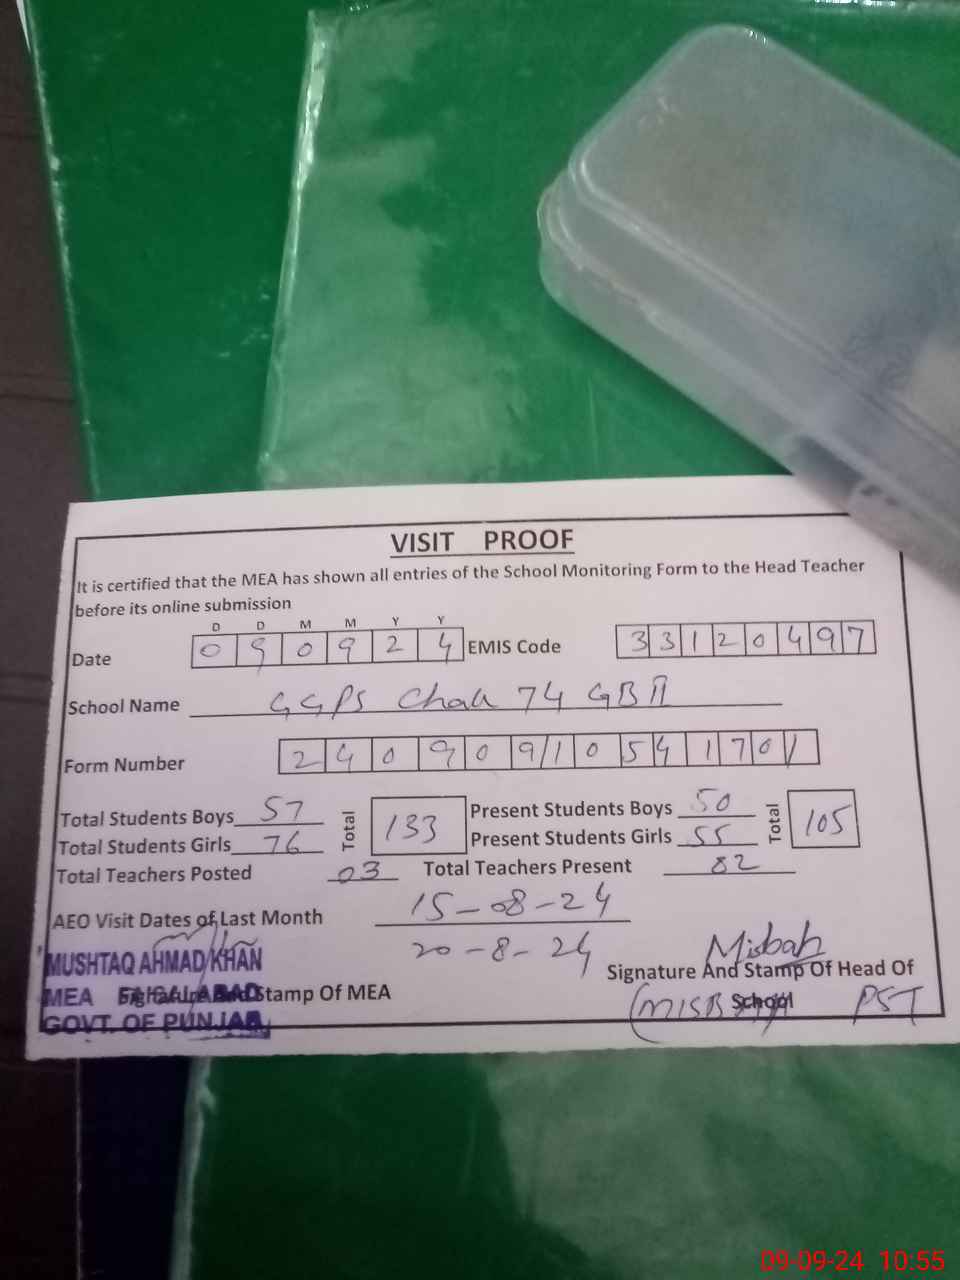 VISIT PROOF
It is certified that the MEA has shown all entries of the School Monitoring Form to the Head Teacher
before its online submission
D D M M Y Y
Date 0 9 0 9 2 4 EMIS Code 3 3 1 2 0 4 9 7
School Name GGPS Chak 74 GB
Form Number 2 4 0 9 0 9 1 0 5 4 1 7 0 1
Total Students Boys 57 Total 133 Present Students Boys 50 Total 105
Total Students Girls 76 Present Students Girls 55
Total Teachers Posted 03 Total Teachers Present 02
AEO Visit Dates of Last Month 15-08-24
20-8-24
MUSHTAQ AHMAD KHAN
MEA FAISALABAD
GOVT. OF PUNJAB
Signature And Stamp Of MEA
Misbah
Signature And Stamp Of Head Of
School
(MISBAH) PST
09-09-24 10:55